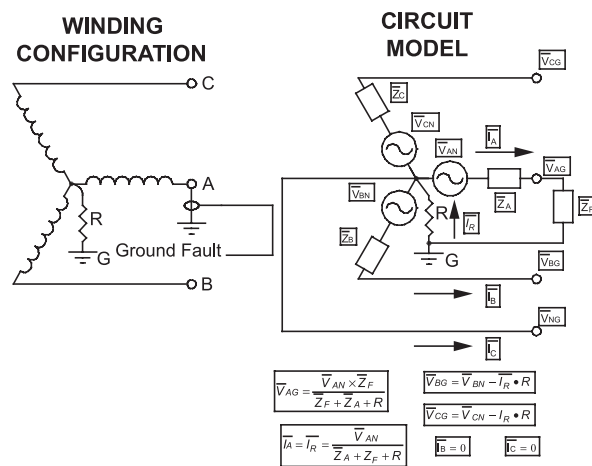 WINDING
CONFIGURATION
CIRCUIT
MODEL
C
A
R
G
Ground Fault
B
V̅CG
Z̅C
V̅CN
V̅AN
I̅A
V̅AG
Z̅A
Z̅F
V̅BN
R
I̅R
Z̅B
G
V̅BG
I̅B
V̅NG
I̅C
V̅AG = V̅AN × Z̅F / Z̅F + Z̅A + R
V̅BG = V̅BN − I̅R • R
V̅CG = V̅CN − I̅R • R
I̅A = I̅R = V̅AN / Z̅A + ZF + R
I̅B = 0
I̅C = 0